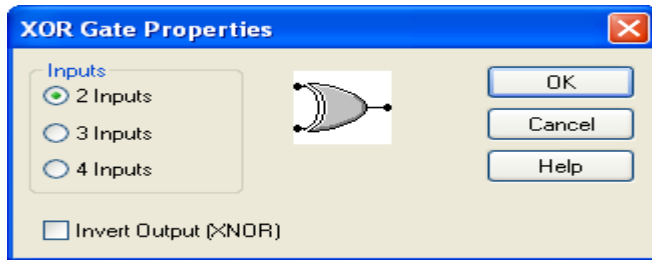 XOR Gate Properties
Inputs
2 Inputs
3 Inputs
4 Inputs
OK
Cancel
Help
Invert Output (XNOR)